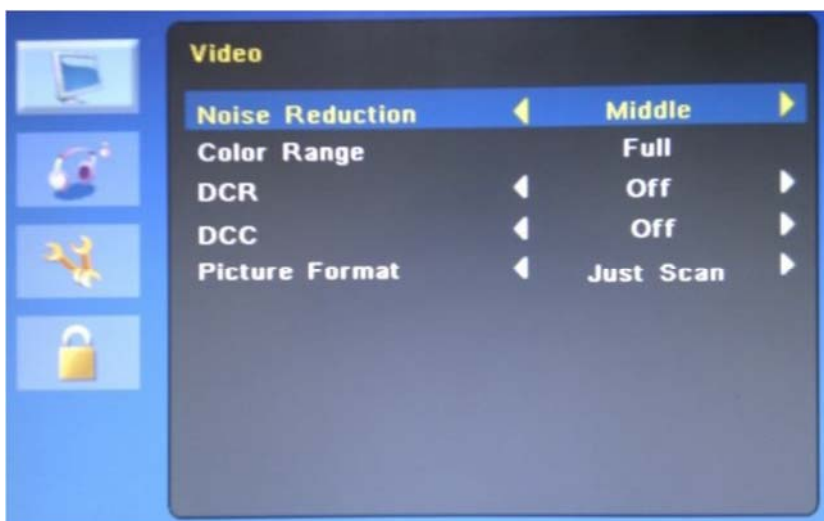 Video
Noise Reduction Middle
Color Range Full
DCR Off
DCC Off
Picture Format Just Scan